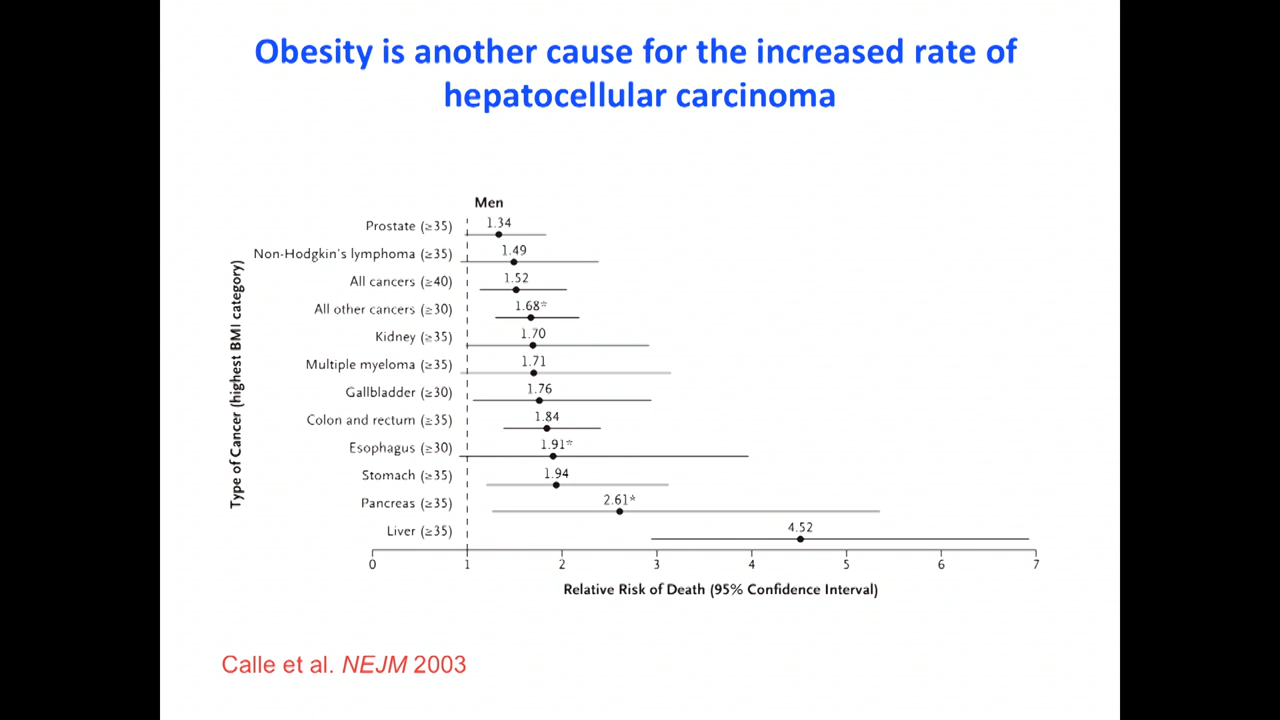 Obesity is another cause for the increased rate of
hepatocellular carcinoma
Men
Prostate (≥35) 1.34
Non-Hodgkin's lymphoma (≥35) 1.49
All cancers (≥40) 1.52
All other cancers (≥30) 1.68*
Kidney (≥35) 1.70
Multiple myeloma (≥35) 1.71
Gallbladder (≥30) 1.76
Colon and rectum (≥35) 1.84
Esophagus (≥30) 1.91*
Stomach (≥35) 1.94
Pancreas (≥35) 2.61*
Liver (≥35) 4.52
Type of Cancer (highest BMI category)
0 1 2 3 4 5 6 7
Relative Risk of Death (95% Confidence Interval)
Calle et al. NEJM 2003